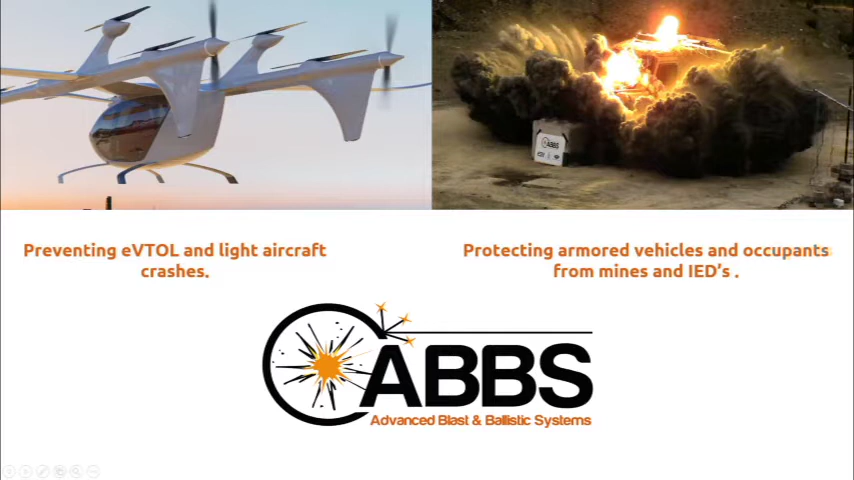 ABBS
Preventing eVTOL and light aircraft
crashes.
Protecting armored vehicles and occupants
from mines and IED's .
ABBS
Advanced Blast & Ballistic Systems